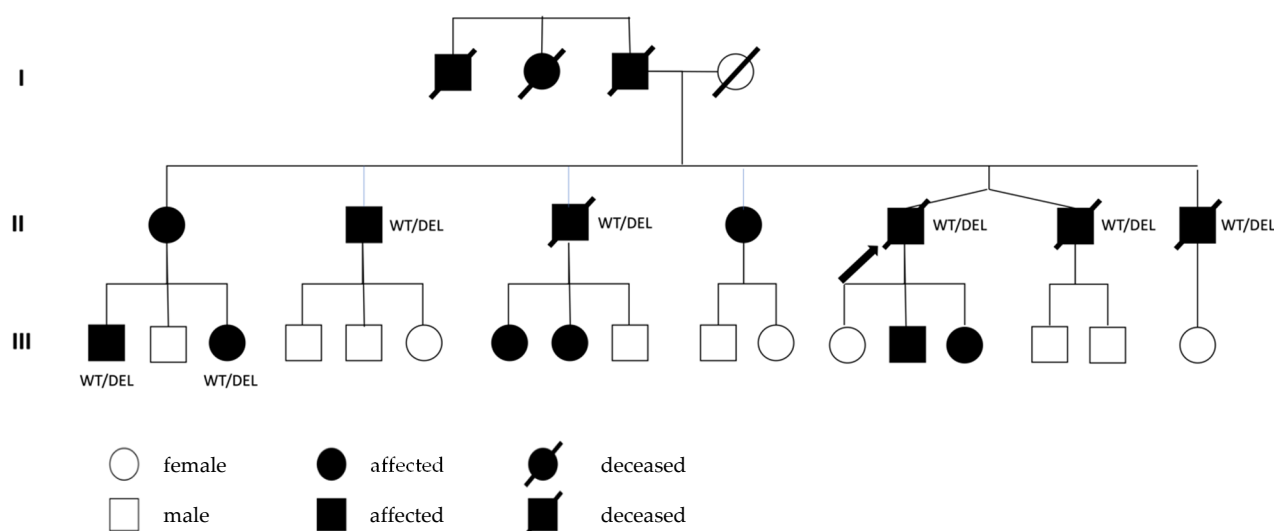 I
II
WT/DEL
WT/DEL
WT/DEL
WT/DEL
WT/DEL
III
WT/DEL
WT/DEL
female
affected
deceased
male
affected
deceased